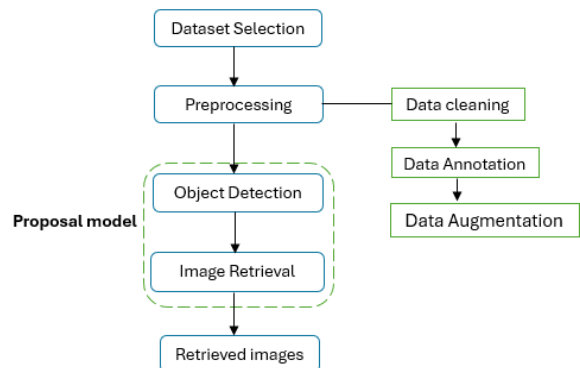 Dataset Selection
Preprocessing
Data cleaning
Data Annotation
Data Augmentation
Proposal model
Object Detection
Image Retrieval
Retrieved images